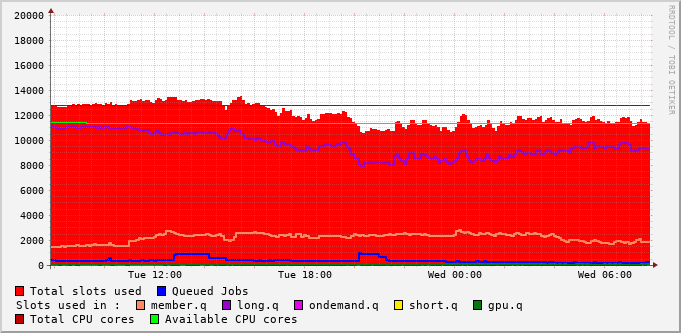 RRDTOOL / TOBI OETIKER
20000
18000
16000
14000
12000
10000
8000
6000
4000
2000
0
Tue 12:00 Tue 18:00 Wed 00:00 Wed 06:00
Total slots used Queued Jobs
Slots used in : member.q long.q ondemand.q short.q gpu.q
Total CPU cores Available CPU cores